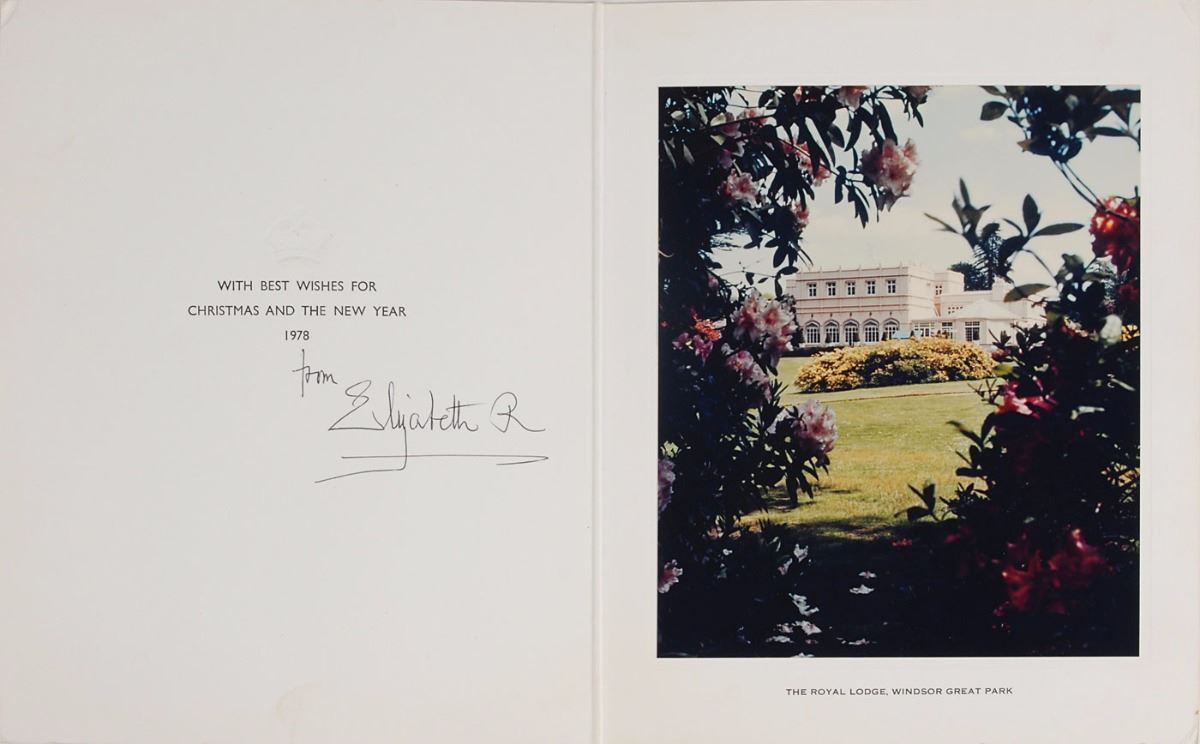 WITH BEST WISHES FOR
CHRISTMAS AND THE NEW YEAR
1978
from
Elizabeth R
THE ROYAL LODGE, WINDSOR GREAT PARK